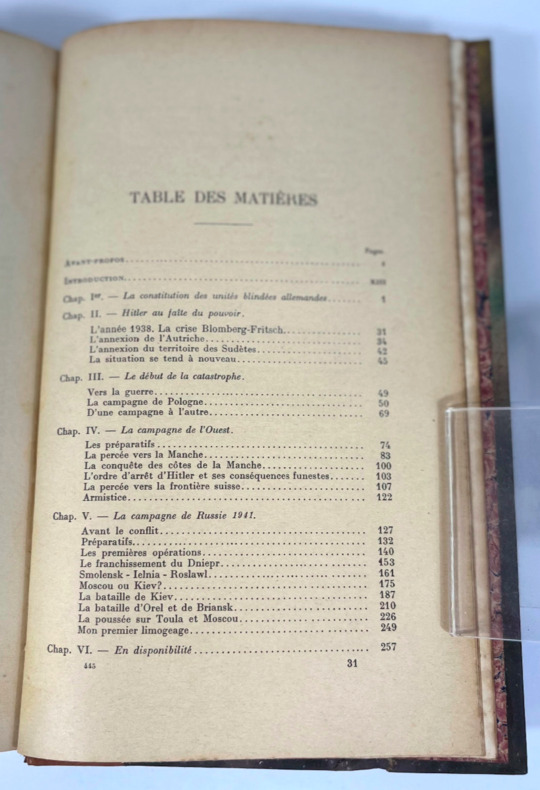 TABLE DES MATIÈRES
Pages.
AVANT-PROPOS
INTRODUCTION XIII
Chap. Ier. — La constitution des unités blindées allemandes 1
Chap. II. — Hitler au faîte du pouvoir.
L'année 1938. La crise Blomberg-Fritsch 31
L'annexion de l'Autriche 34
L'annexion du territoire des Sudètes 42
La situation se tend à nouveau 45
Chap. III. — Le début de la catastrophe.
Vers la guerre 49
La campagne de Pologne 50
D'une campagne à l'autre 69
Chap. IV. — La campagne de l'Ouest.
Les préparatifs 74
La percée vers la Manche 83
La conquête des côtes de la Manche 100
L'ordre d'arrêt d'Hitler et ses conséquences funestes 103
La percée vers la frontière suisse 107
Armistice 122
Chap. V. — La campagne de Russie 1941.
Avant le conflit 127
Préparatifs 132
Les premières opérations 140
Le franchissement du Dniepr 153
Smolensk - Ielnia - Roslawl 161
Moscou ou Kiev? 175
La bataille de Kiev 187
La bataille d'Orel et de Briansk 210
La poussée sur Toula et Moscou 226
Mon premier limogeage 249
Chap. VI. — En disponibilité 257
445 31